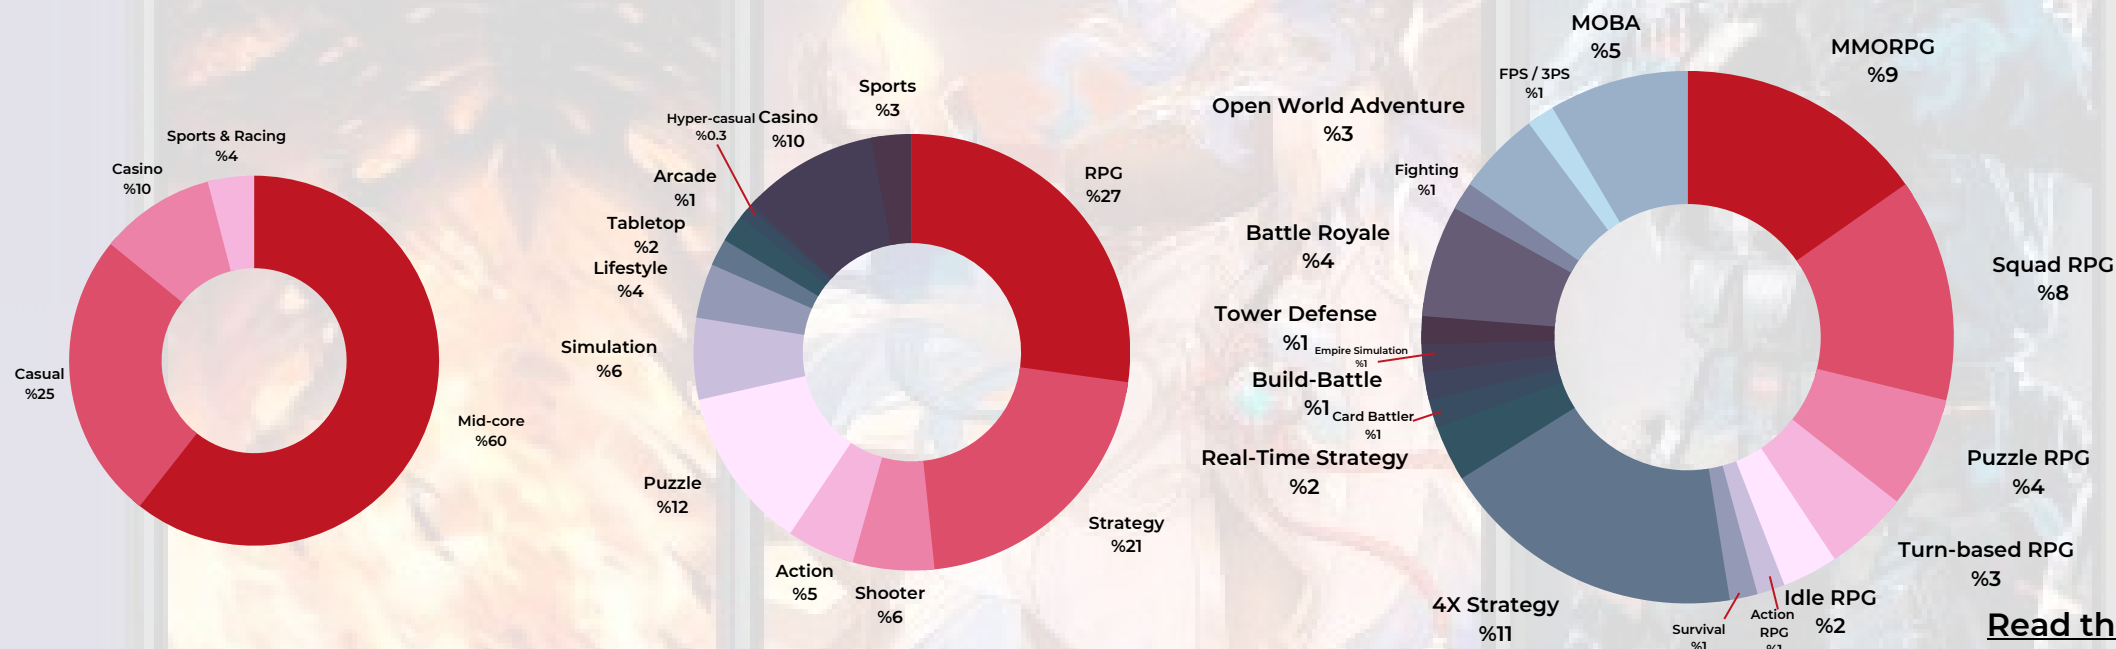 Sports & Racing
%4
Casino
%10
Casual
%25
Mid-core
%60
Sports
%3
Hyper-casual
%0.3
Casino
%10
Arcade
%1
Tabletop
%2
Lifestyle
%4
Simulation
%6
Puzzle
%12
Action
%5
Shooter
%6
Strategy
%21
RPG
%27
MOBA
%5
FPS / 3PS
%1
Open World Adventure
%3
Fighting
%1
Battle Royale
%4
Tower Defense
%1
Empire Simulation
%1
Build-Battle
%1
Card Battler
%1
Real-Time Strategy
%2
4X Strategy
%11
Survival
%1
Action
RPG
%1
Idle RPG
%2
Turn-based RPG
%3
Puzzle RPG
%4
Squad RPG
%8
MMORPG
%9
Read th